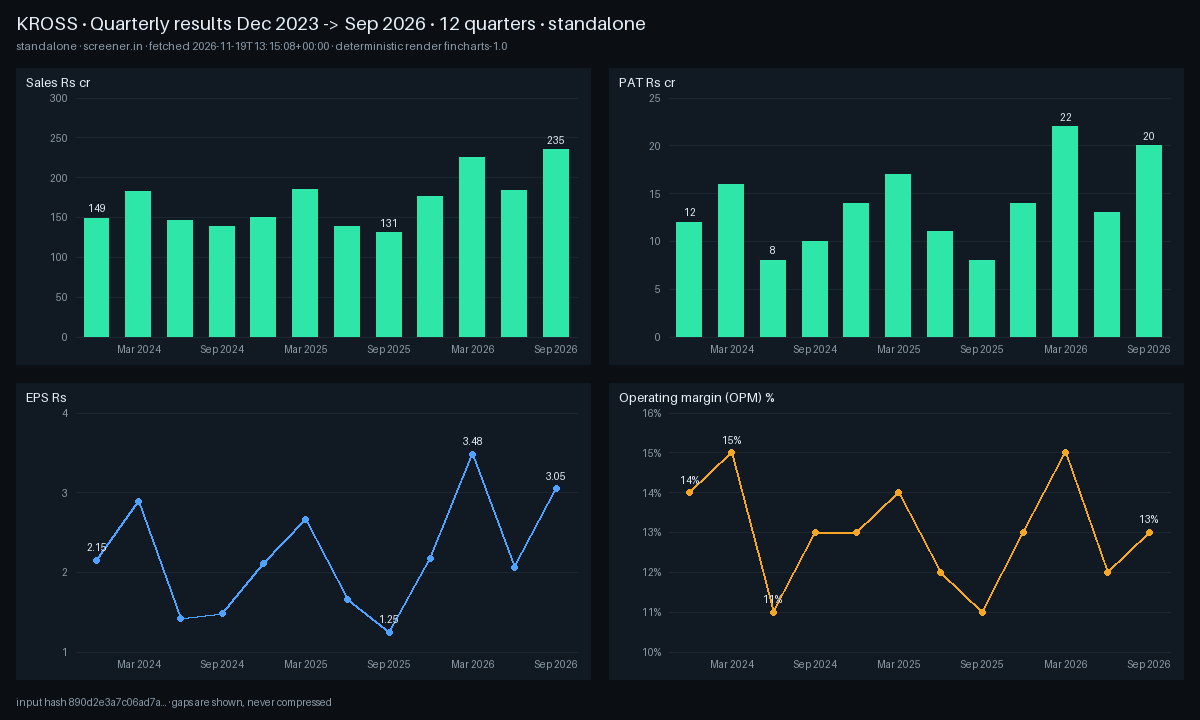 KROSS · Quarterly results Dec 2023 -> Sep 2026 · 12 quarters · standalone
standalone · screener.in · fetched 2026-11-19T13:15:08+00:00 · deterministic render fincharts-1.0
Sales Rs cr
300
250
200
150
100
50
0
149
131
235
Mar 2024
Sep 2024
Mar 2025
Sep 2025
Mar 2026
Sep 2026
PAT Rs cr
25
20
15
10
5
0
12
8
22
20
Mar 2024
Sep 2024
Mar 2025
Sep 2025
Mar 2026
Sep 2026
EPS Rs
4
3
2
1
2.15
1.25
3.48
3.05
Mar 2024
Sep 2024
Mar 2025
Sep 2025
Mar 2026
Sep 2026
Operating margin (OPM) %
16%
15%
14%
13%
12%
11%
10%
14%
15%
11%
13%
Mar 2024
Sep 2024
Mar 2025
Sep 2025
Mar 2026
Sep 2026
input hash 890d2e3a7c06ad7a… · gaps are shown, never compressed